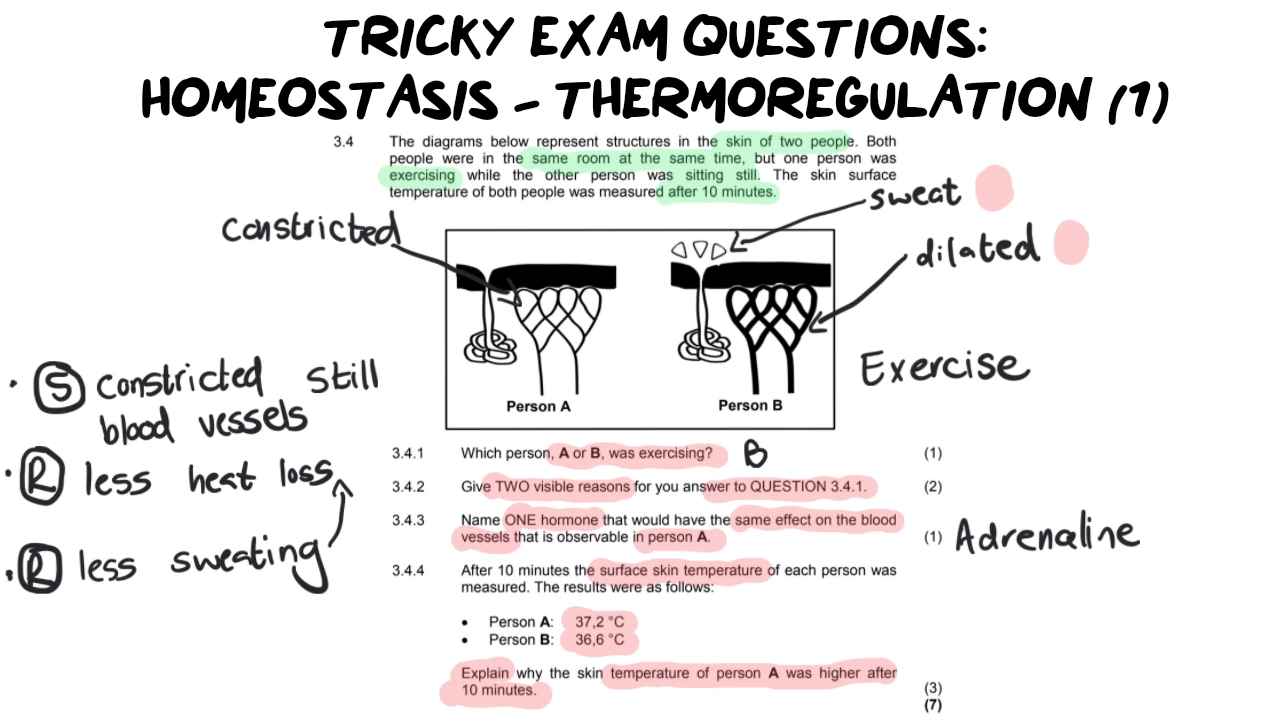 TRICKY EXAM QUESTIONS:
HOMEOSTASIS - THERMOREGULATION (1)
3.4 The diagrams below represent structures in the skin of two people. Both
people were in the same room at the same time, but one person was
exercising while the other person was sitting still. The skin surface
temperature of both people was measured after 10 minutes.
constricted
sweat
dilated
Exercise
Person A
Person B
S constricted still
blood vessels
R less heat loss
R less sweating
3.4.1 Which person, A or B, was exercising? B (1)
3.4.2 Give TWO visible reasons for you answer to QUESTION 3.4.1. (2)
3.4.3 Name ONE hormone that would have the same effect on the blood
vessels that is observable in person A. (1) Adrenaline
3.4.4 After 10 minutes the surface skin temperature of each person was
measured. The results were as follows:
• Person A: 37,2 °C
• Person B: 36,6 °C
Explain why the skin temperature of person A was higher after
10 minutes. (3)
(7)